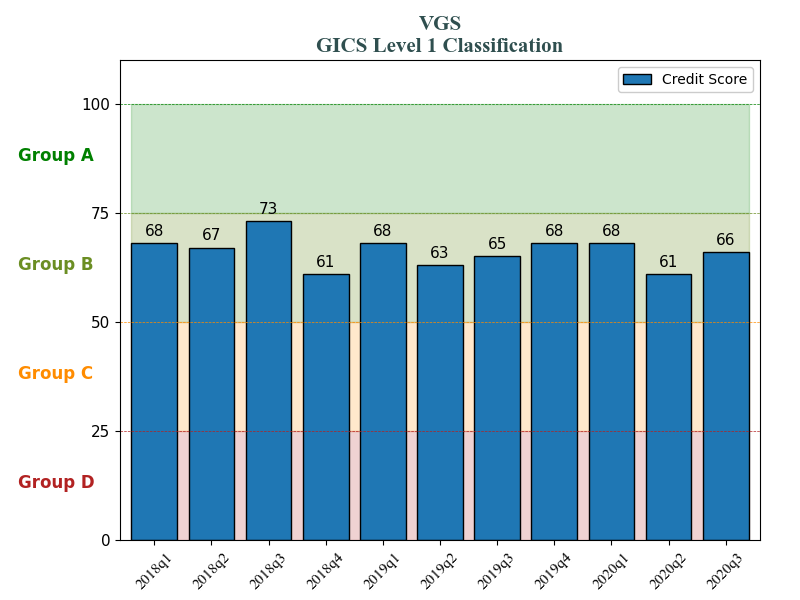 VGS
GICS Level 1 Classification
Credit Score
100
Group A
75
Group B
50
Group C
25
Group D
0
68
67
73
61
68
63
65
68
68
61
66
2018q1
2018q2
2018q3
2018q4
2019q1
2019q2
2019q3
2019q4
2020q1
2020q2
2020q3